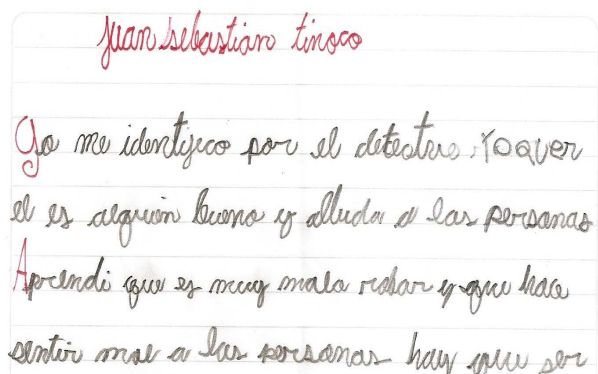 juan sebastian tinoco
Yo me identifico por el detective Yoquer
el es alguien bueno y alluda a las personas
Aprendi que es muy malo robar y que hace
sentir mal a las personas hay que ser